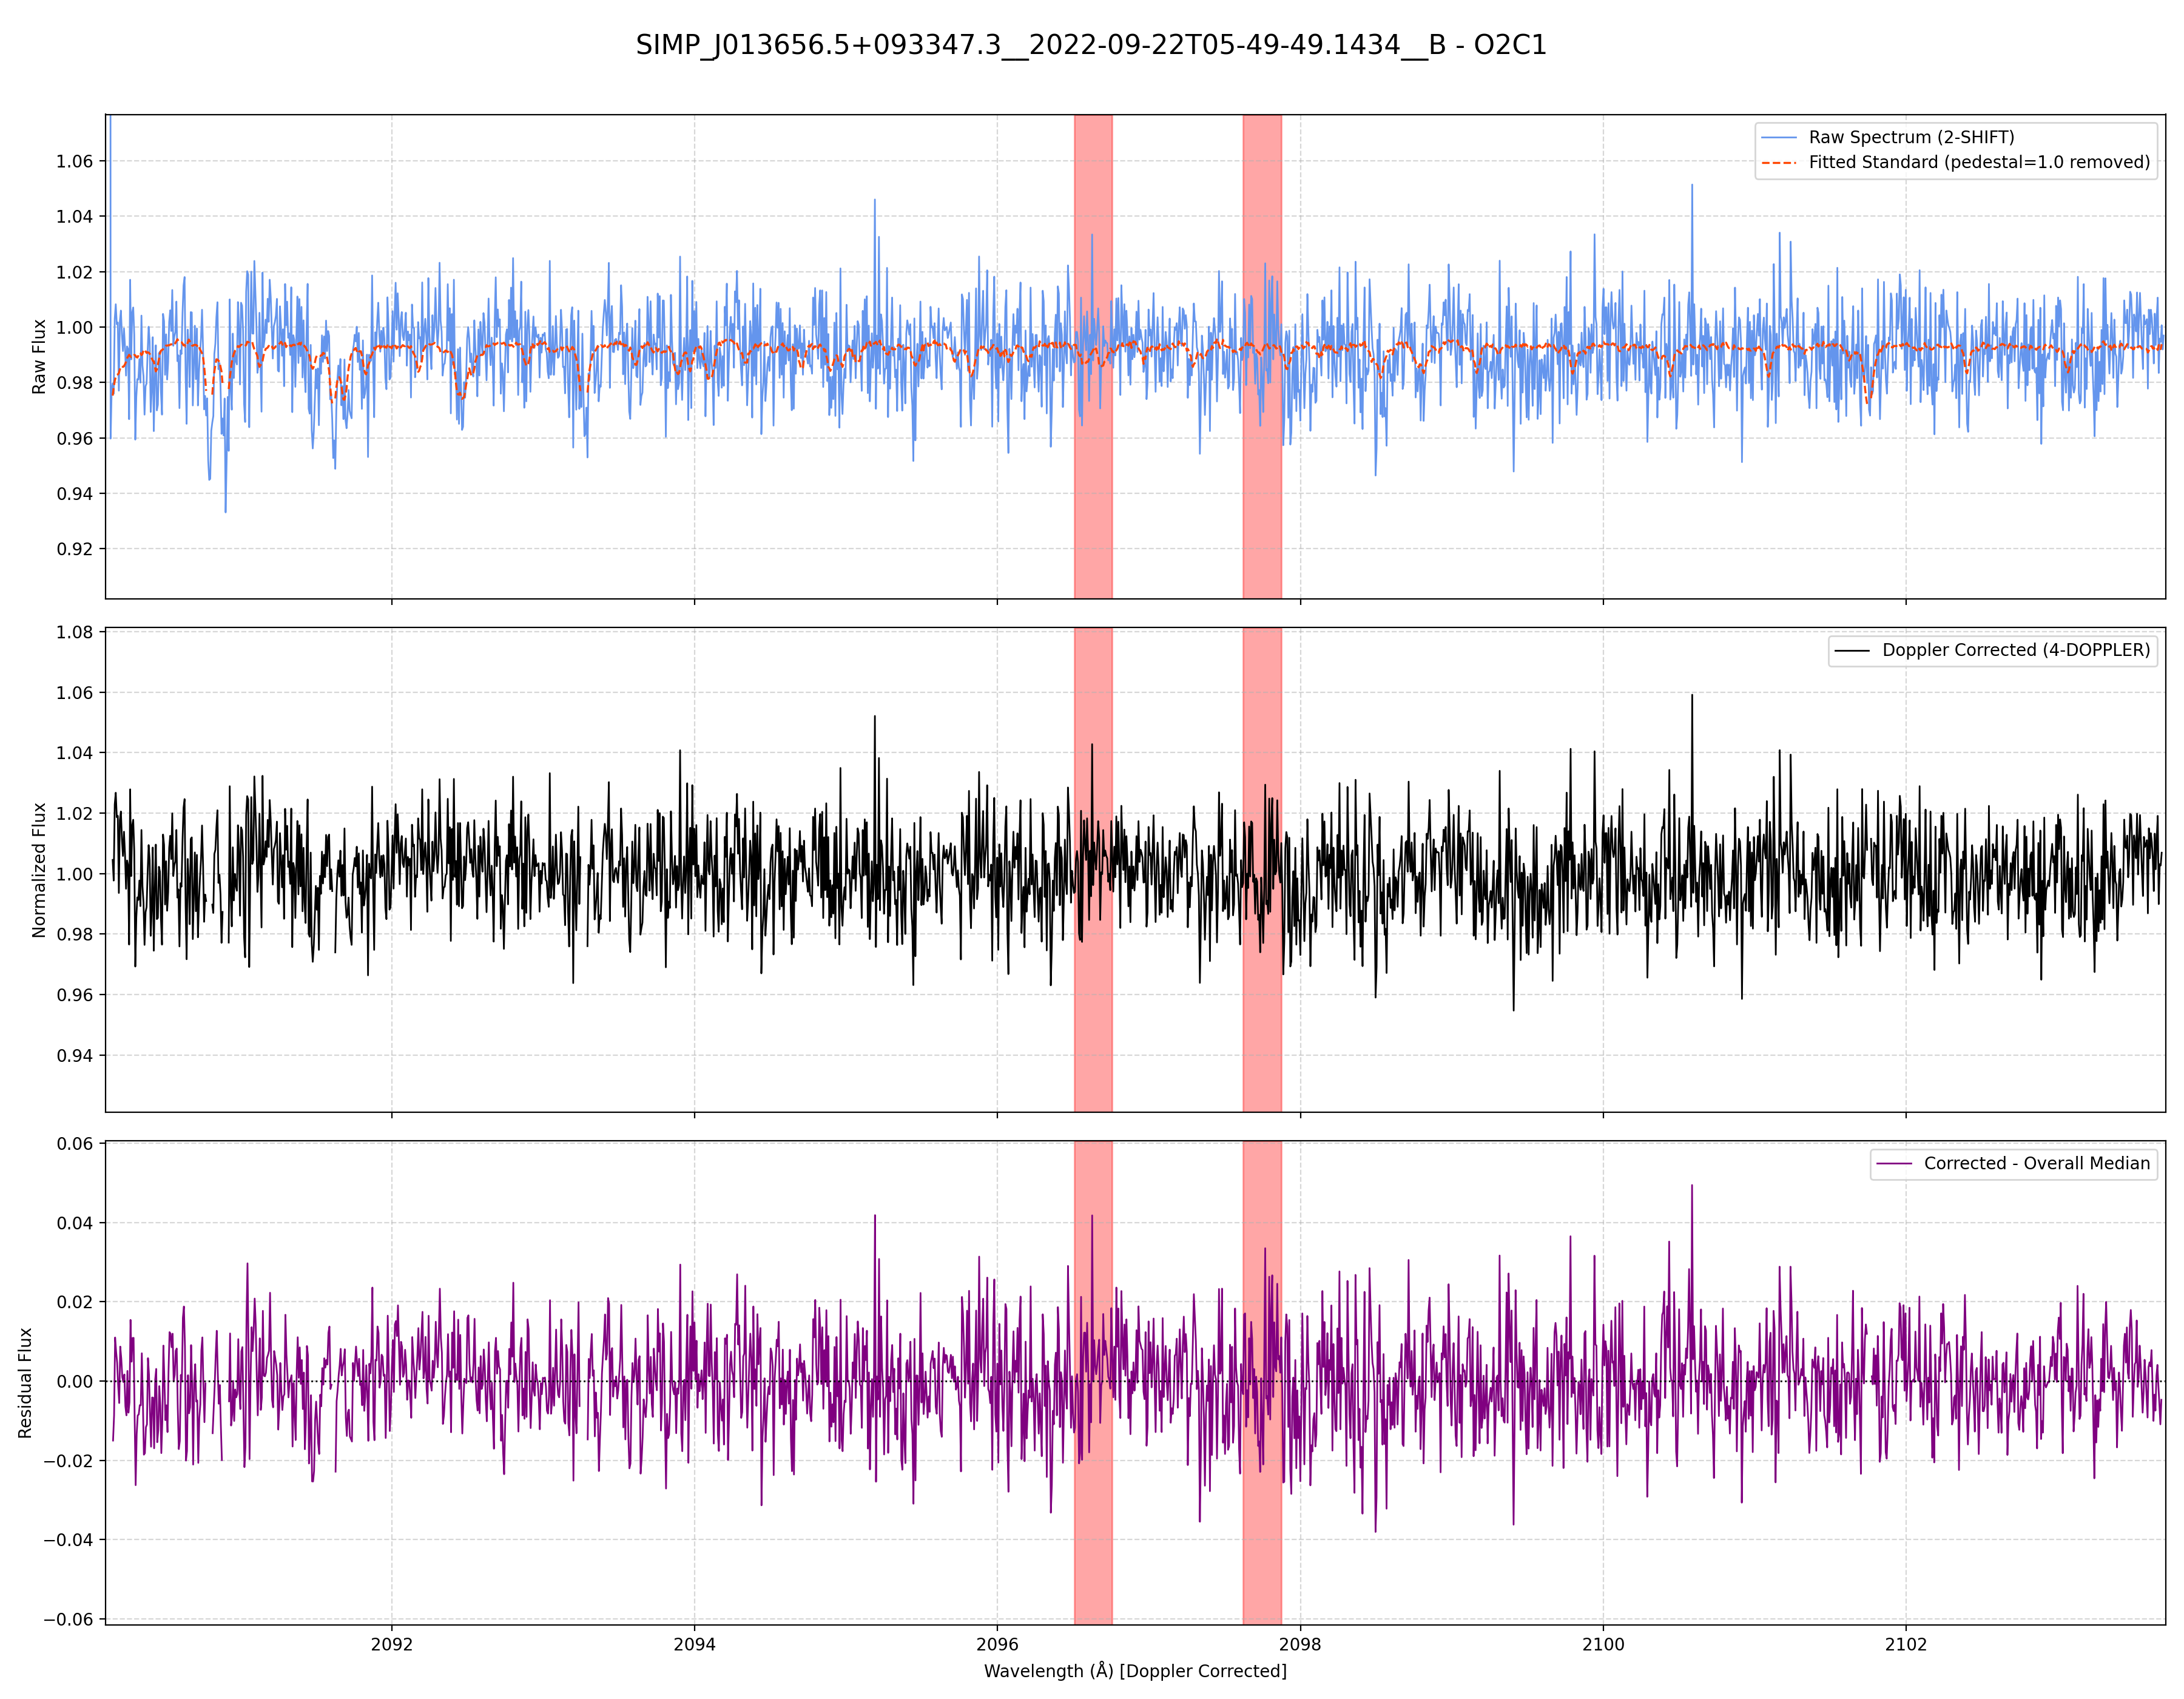 SIMP_J013656.5+093347.3__2022-09-22T05-49-49.1434__B - O2C1
Raw Flux
1.06
1.04
1.02
1.00
0.98
0.96
0.94
0.92
Raw Spectrum (2-SHIFT)
Fitted Standard (pedestal=1.0 removed)
Normalized Flux
1.08
1.06
1.04
1.02
1.00
0.98
0.96
0.94
Doppler Corrected (4-DOPPLER)
Residual Flux
0.06
0.04
0.02
0.00
−0.02
−0.04
−0.06
Corrected - Overall Median
2092 2094 2096 2098 2100 2102
Wavelength (Å) [Doppler Corrected]